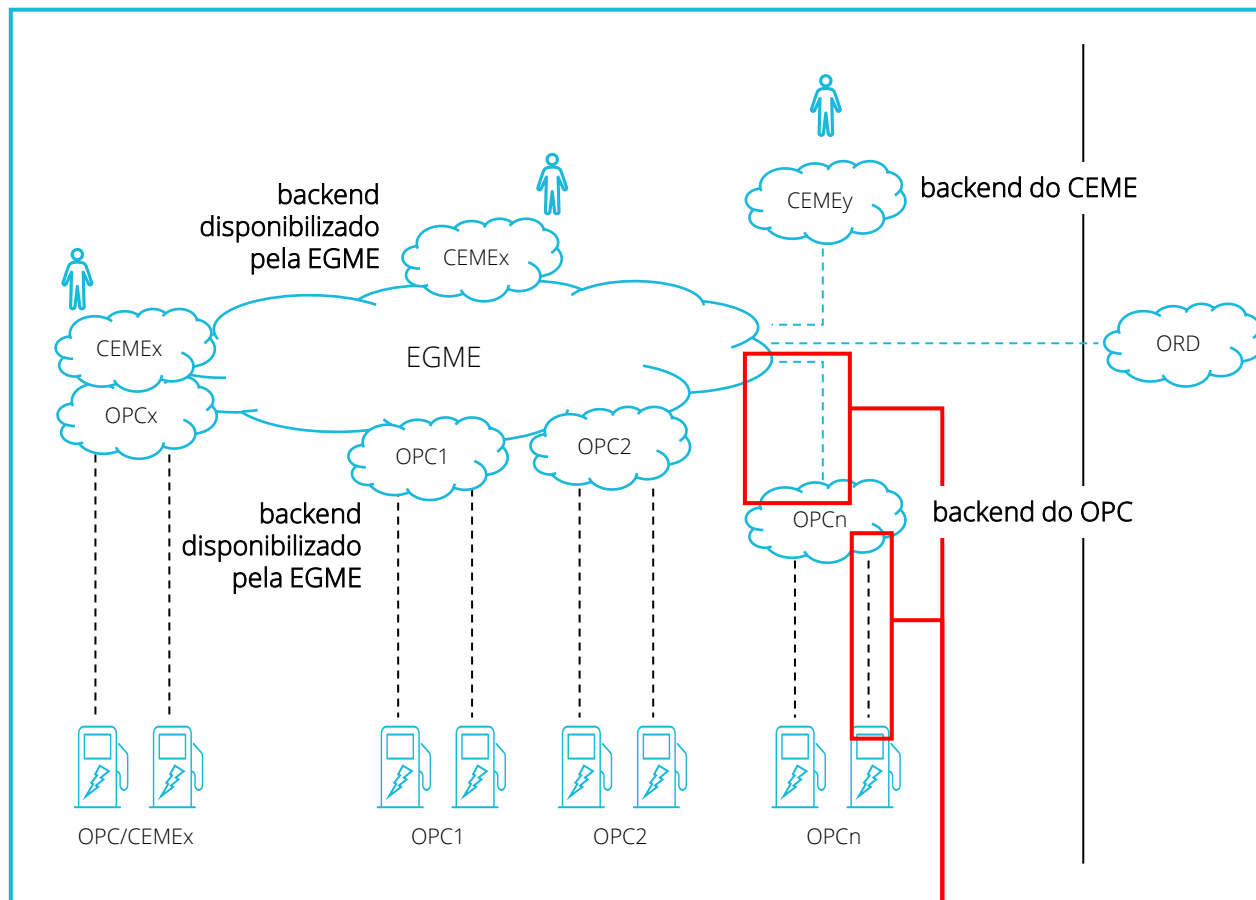 CEMEy
backend do CEME
backend
disponibilizado
pela EGME
CEMEx
CEMEx
EGME
ORD
OPCx
OPC1
OPC2
backend
disponibilizado
pela EGME
OPCn
backend do OPC
OPC/CEMEx
OPC1
OPC2
OPCn